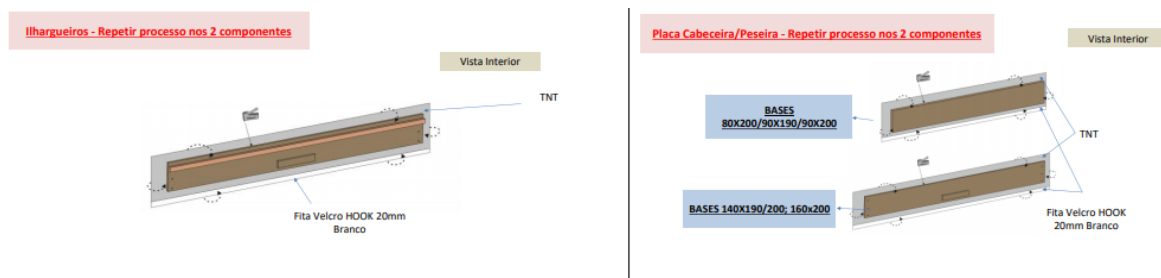 Ilhargueiros - Repetir processo nos 2 componentes
Vista Interior
TNT
Fita Velcro HOOK 20mm
Branco
Placa Cabeceira/Peseira - Repetir processo nos 2 componentes
Vista Interior
BASES
80X200/90X190/90X200
TNT
BASES 140X190/200; 160x200
Fita Velcro HOOK
20mm Branco